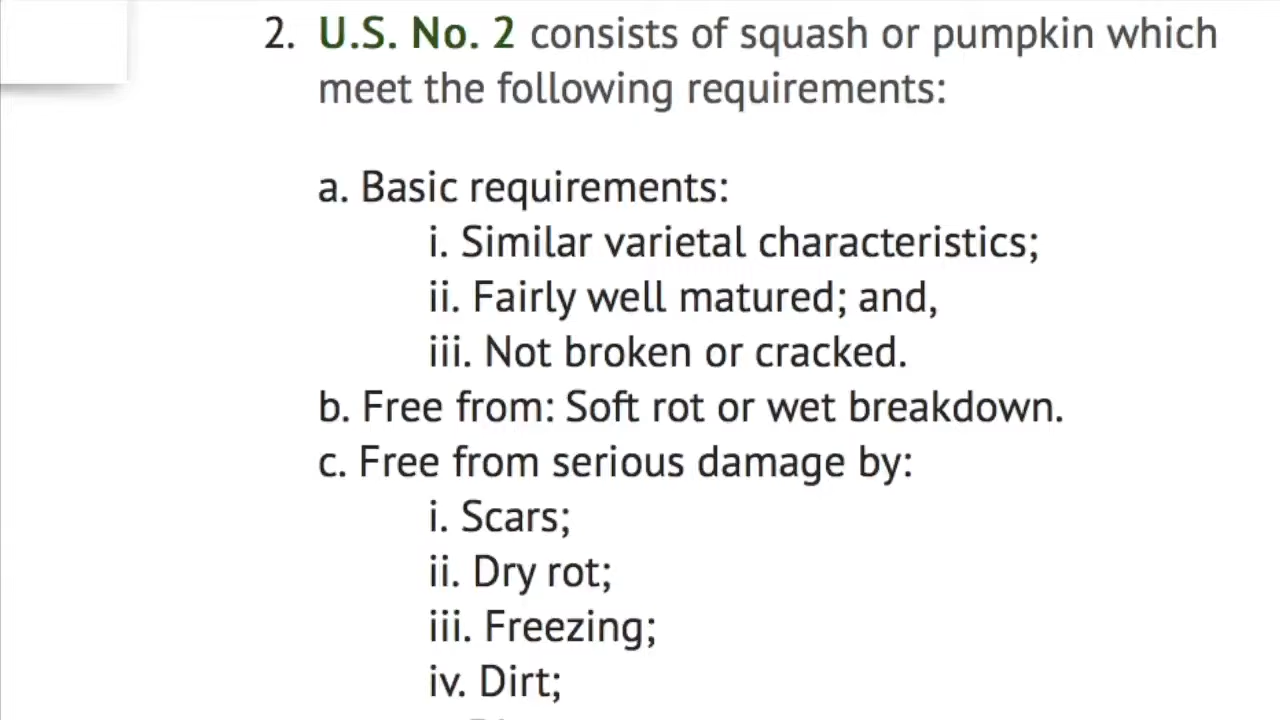 2. U.S. No. 2 consists of squash or pumpkin which
meet the following requirements:
a. Basic requirements:
i. Similar varietal characteristics;
ii. Fairly well matured; and,
iii. Not broken or cracked.
b. Free from: Soft rot or wet breakdown.
c. Free from serious damage by:
i. Scars;
ii. Dry rot;
iii. Freezing;
iv. Dirt;